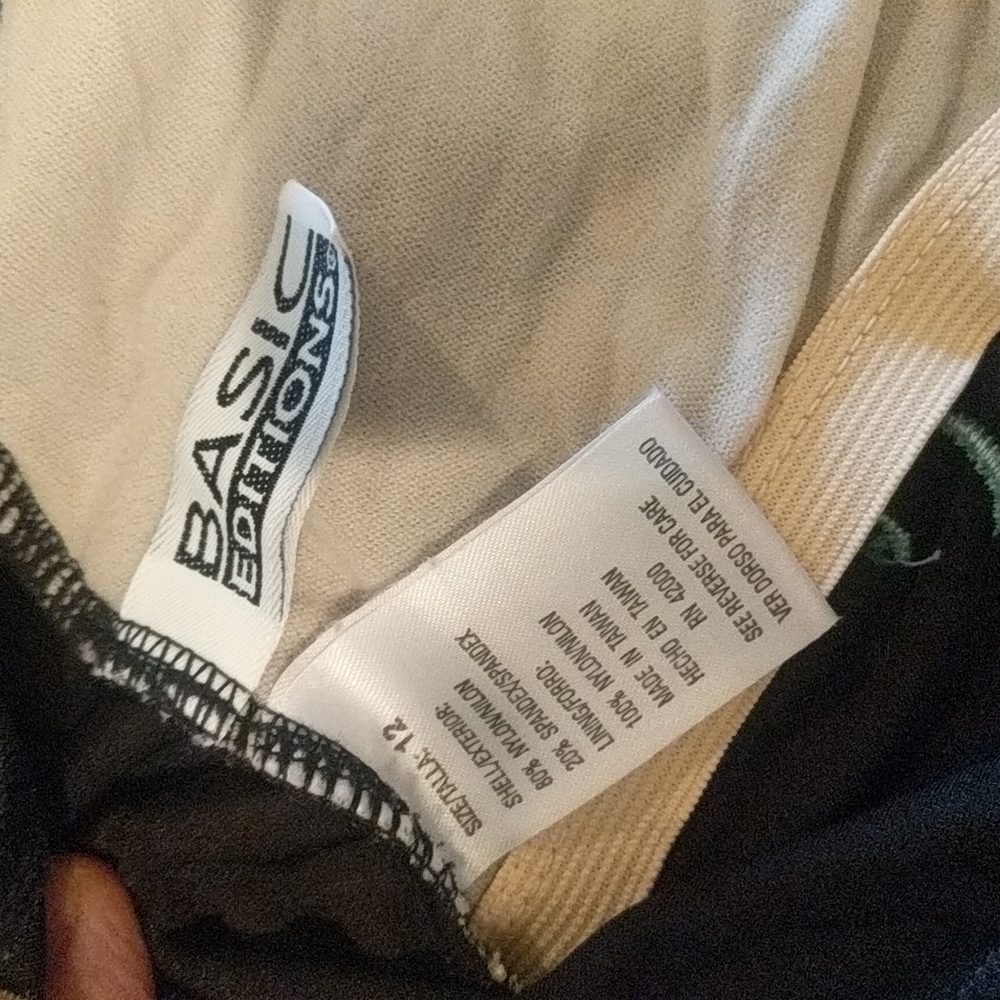 BASIC
EDITIONS®
SIZE/TALLA: 12
SHELL/EXTERIOR:
80% NYLON/NILON
20% SPANDEX/SPANDEX
LINING/FORRO:
100% NYLON/NILON
MADE IN TAIWAN
HECHO EN TAIWAN
RN 42000
SEE REVERSE FOR CARE
VER DORSO PARA EL CUIDADO